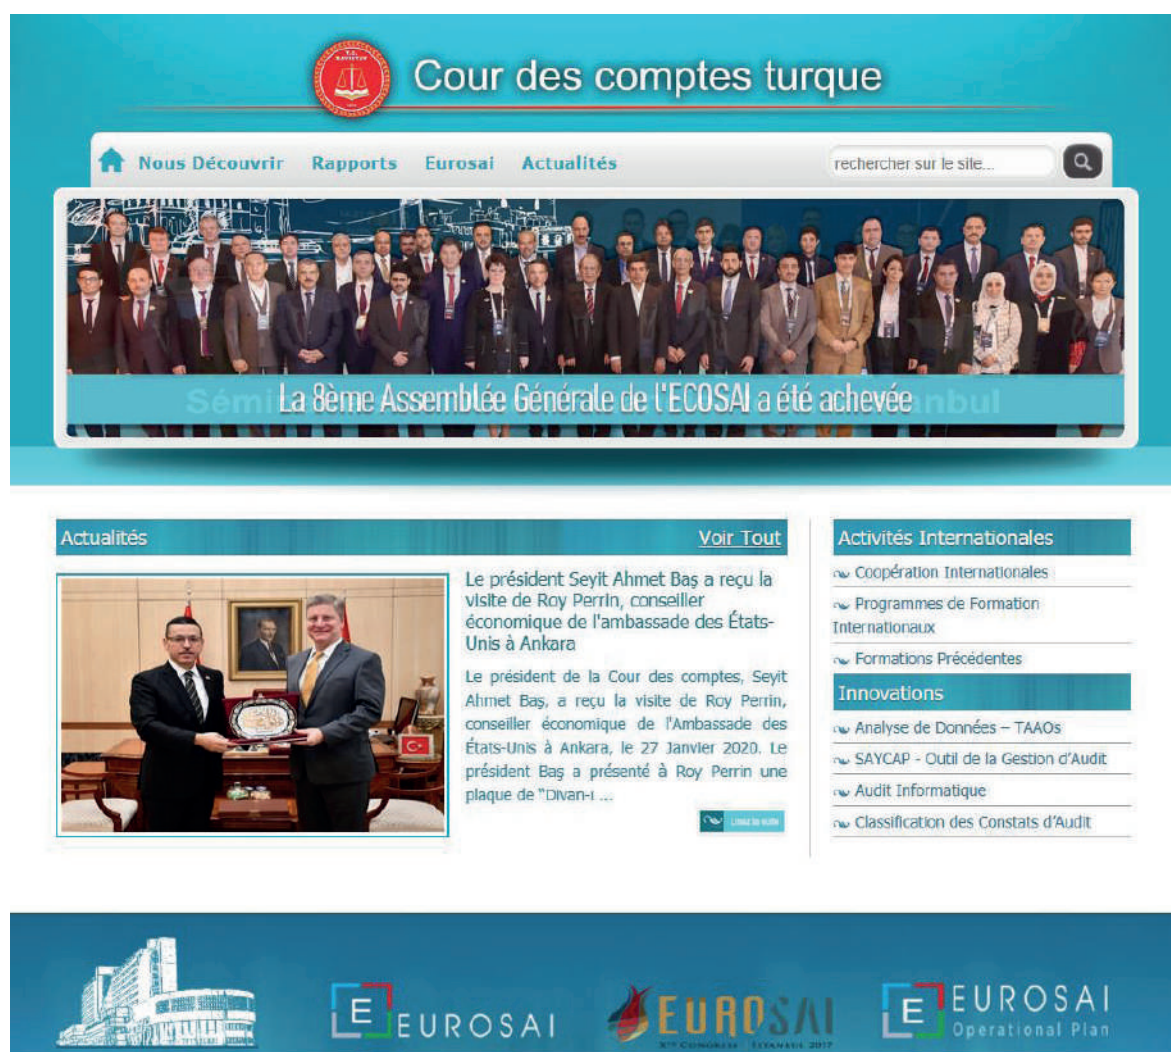 T.C.
Cour des comptes turque
Nous Découvrir Rapports Eurosai Actualités
rechercher sur le site...
La 8ème Assemblée Générale de l'ECOSAI a été achevée
Actualités
Voir Tout
Le président Seyit Ahmet Baş a reçu la
visite de Roy Perrin, conseiller
économique de l'ambassade des États-
Unis à Ankara
Le président de la Cour des comptes, Seyit
Ahmet Baş, a reçu la visite de Roy Perrin,
conseiller économique de l'Ambassade des
États-Unis à Ankara, le 27 Janvier 2020. Le
président Baş a présenté à Roy Perrin une
plaque de "Divan-ı ...
Activités Internationales
Coopération Internationales
Programmes de Formation
Internationaux
Formations Précédentes
Innovations
Analyse de Données – TAAOs
SAYCAP - Outil de la Gestion d'Audit
Audit Informatique
Classification des Constats d'Audit
E EUROSAI
EUROSAI
CONGRESS - ISTANBUL 2017
E EUROSAI
Operational Plan